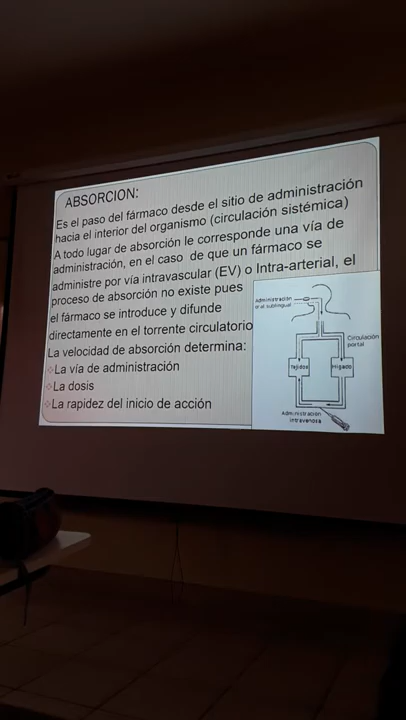 ABSORCION:
Es el paso del fármaco desde el sitio de administración
hacia el interior del organismo (circulación sistémica)
A todo lugar de absorción le corresponde una vía de
administración, en el caso de que un fármaco se
administre por vía intravascular (EV) o Intra-arterial, el
proceso de absorción no existe pues
el fármaco se introduce y difunde
directamente en el torrente circulatorio
La velocidad de absorción determina:
La vía de administración
La dosis
La rapidez del inicio de acción
Administración
oral sublingual
Circulación
portal
Tejidos
Hígado
Administración
intravenosa